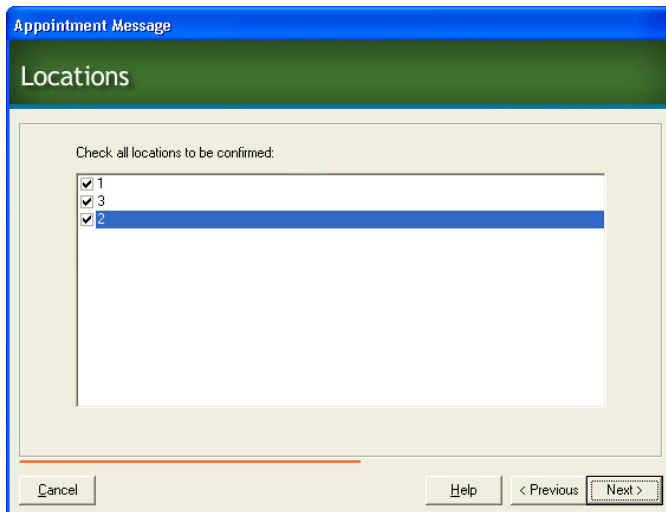 Appointment Message
Locations
Check all locations to be confirmed:
1
3
2
Cancel
Help
< Previous
Next >